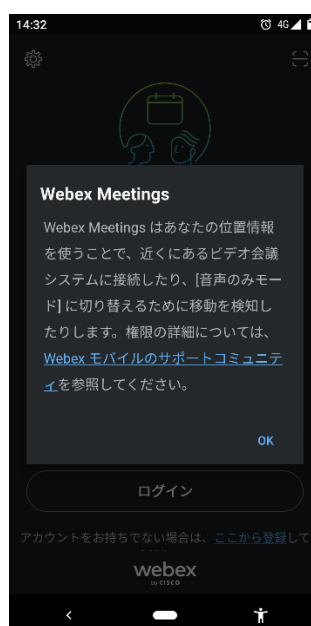 14:32
4G
Webex Meetings
Webex Meetings はあなたの位置情報
を使うことで、近くにあるビデオ会議
システムに接続したり、[音声のみモー
ド] に切り替えるために移動を検知し
たりします。権限の詳細については、
Webex モバイルのサポートコミュニテ
ィを参照してください。
OK
ログイン
アカウントをお持ちでない場合は、ここから登録して
webex
by CISCO